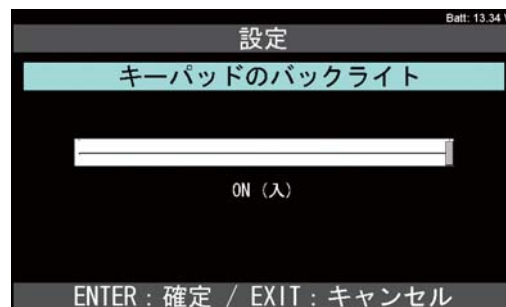 Batt: 13.34 V
設定
キーパッドのバックライト
ON (入)
ENTER : 確定 / EXIT : キャンセル